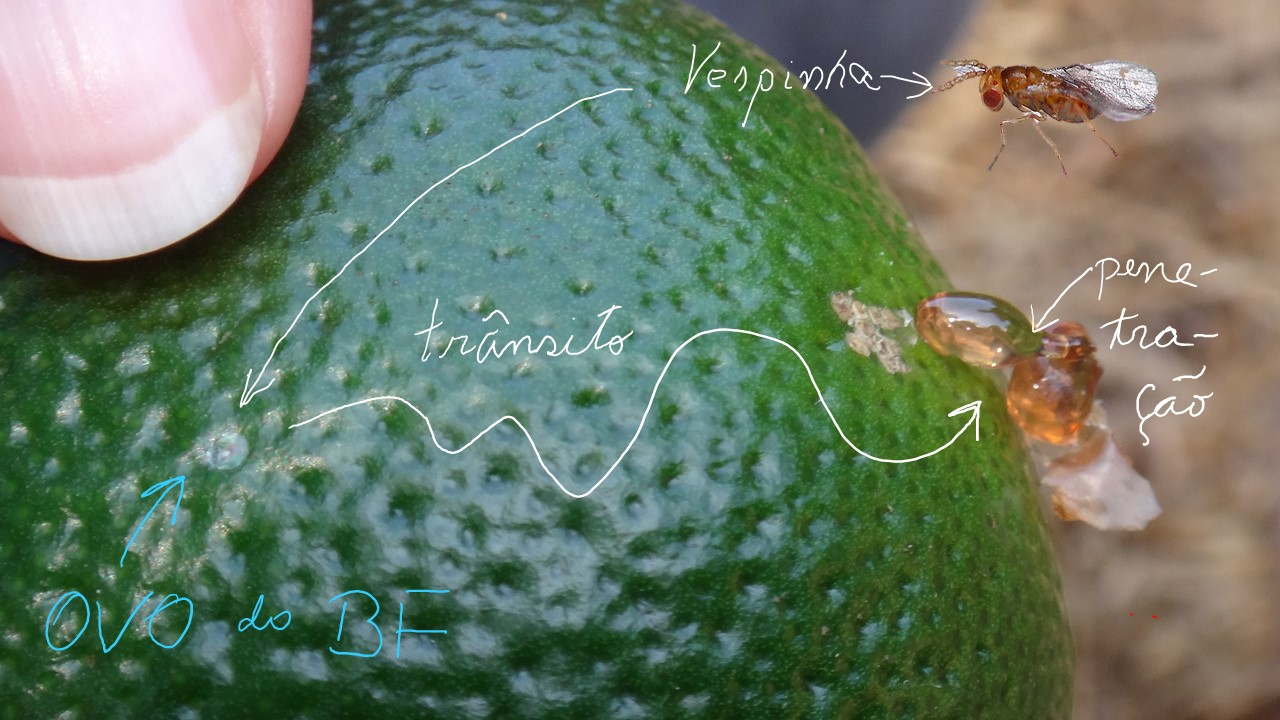 Vespinha
pene-
tra-
ção
trânsito
OVO do BF